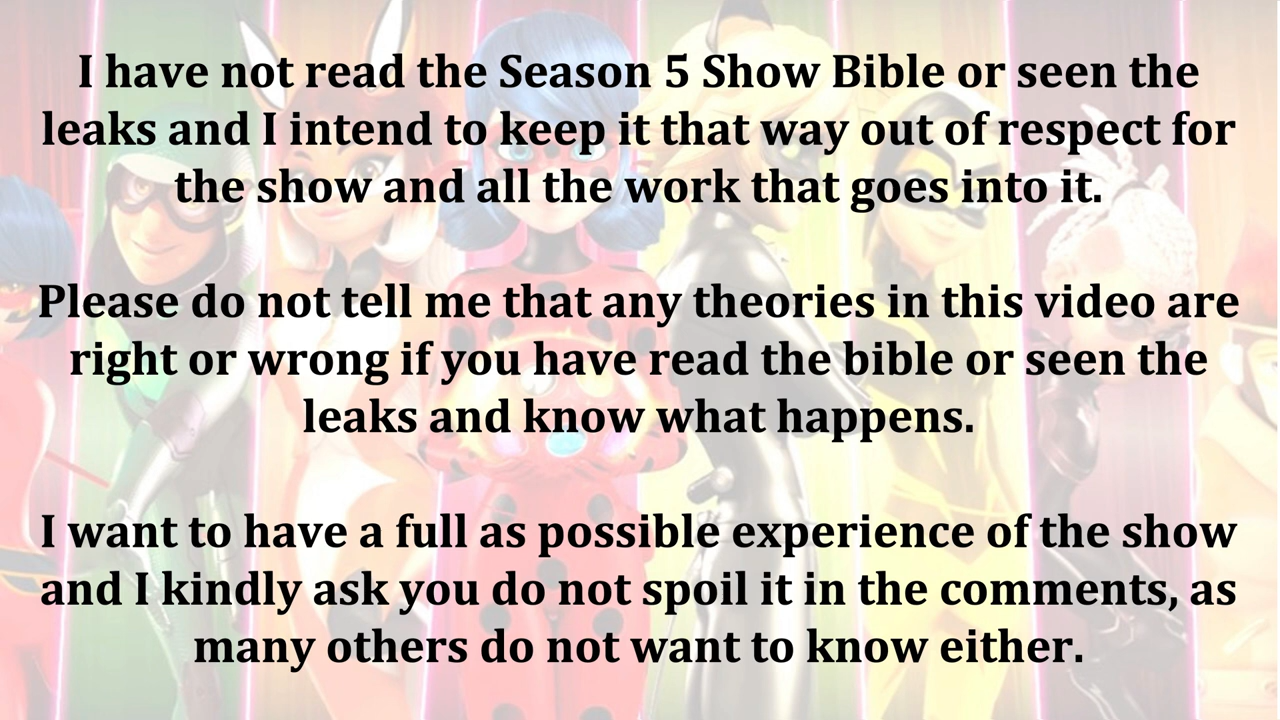 I have not read the Season 5 Show Bible or seen the
leaks and I intend to keep it that way out of respect for
the show and all the work that goes into it.
Please do not tell me that any theories in this video are
right or wrong if you have read the bible or seen the
leaks and know what happens.
I want to have a full as possible experience of the show
and I kindly ask you do not spoil it in the comments, as
many others do not want to know either.